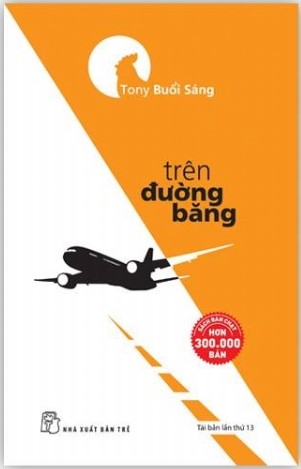 Tony Buổi Sáng
trên
đường
băng
SÁCH BÁN CHẠY
HƠN
300.000
BẢN
NHÀ XUẤT BẢN TRẺ
Tái bản lần thứ 13